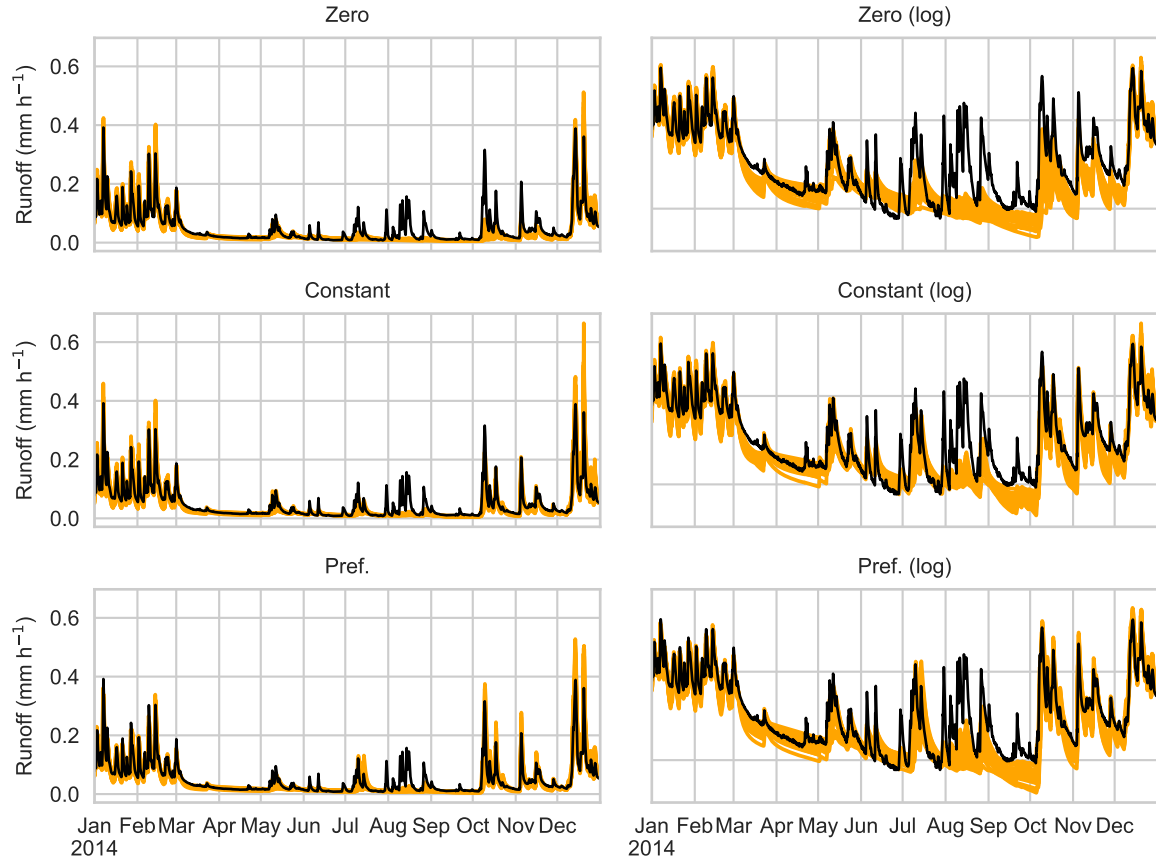 Zero
Zero (log)
Runoff (mm h⁻¹)
0.6
0.4
0.2
0.0
Constant
Constant (log)
Runoff (mm h⁻¹)
0.6
0.4
0.2
0.0
Pref.
Pref. (log)
Runoff (mm h⁻¹)
0.6
0.4
0.2
0.0
Jan Feb Mar Apr May Jun Jul Aug Sep Oct Nov Dec
2014
Jan Feb Mar Apr May Jun Jul Aug Sep Oct Nov Dec
2014